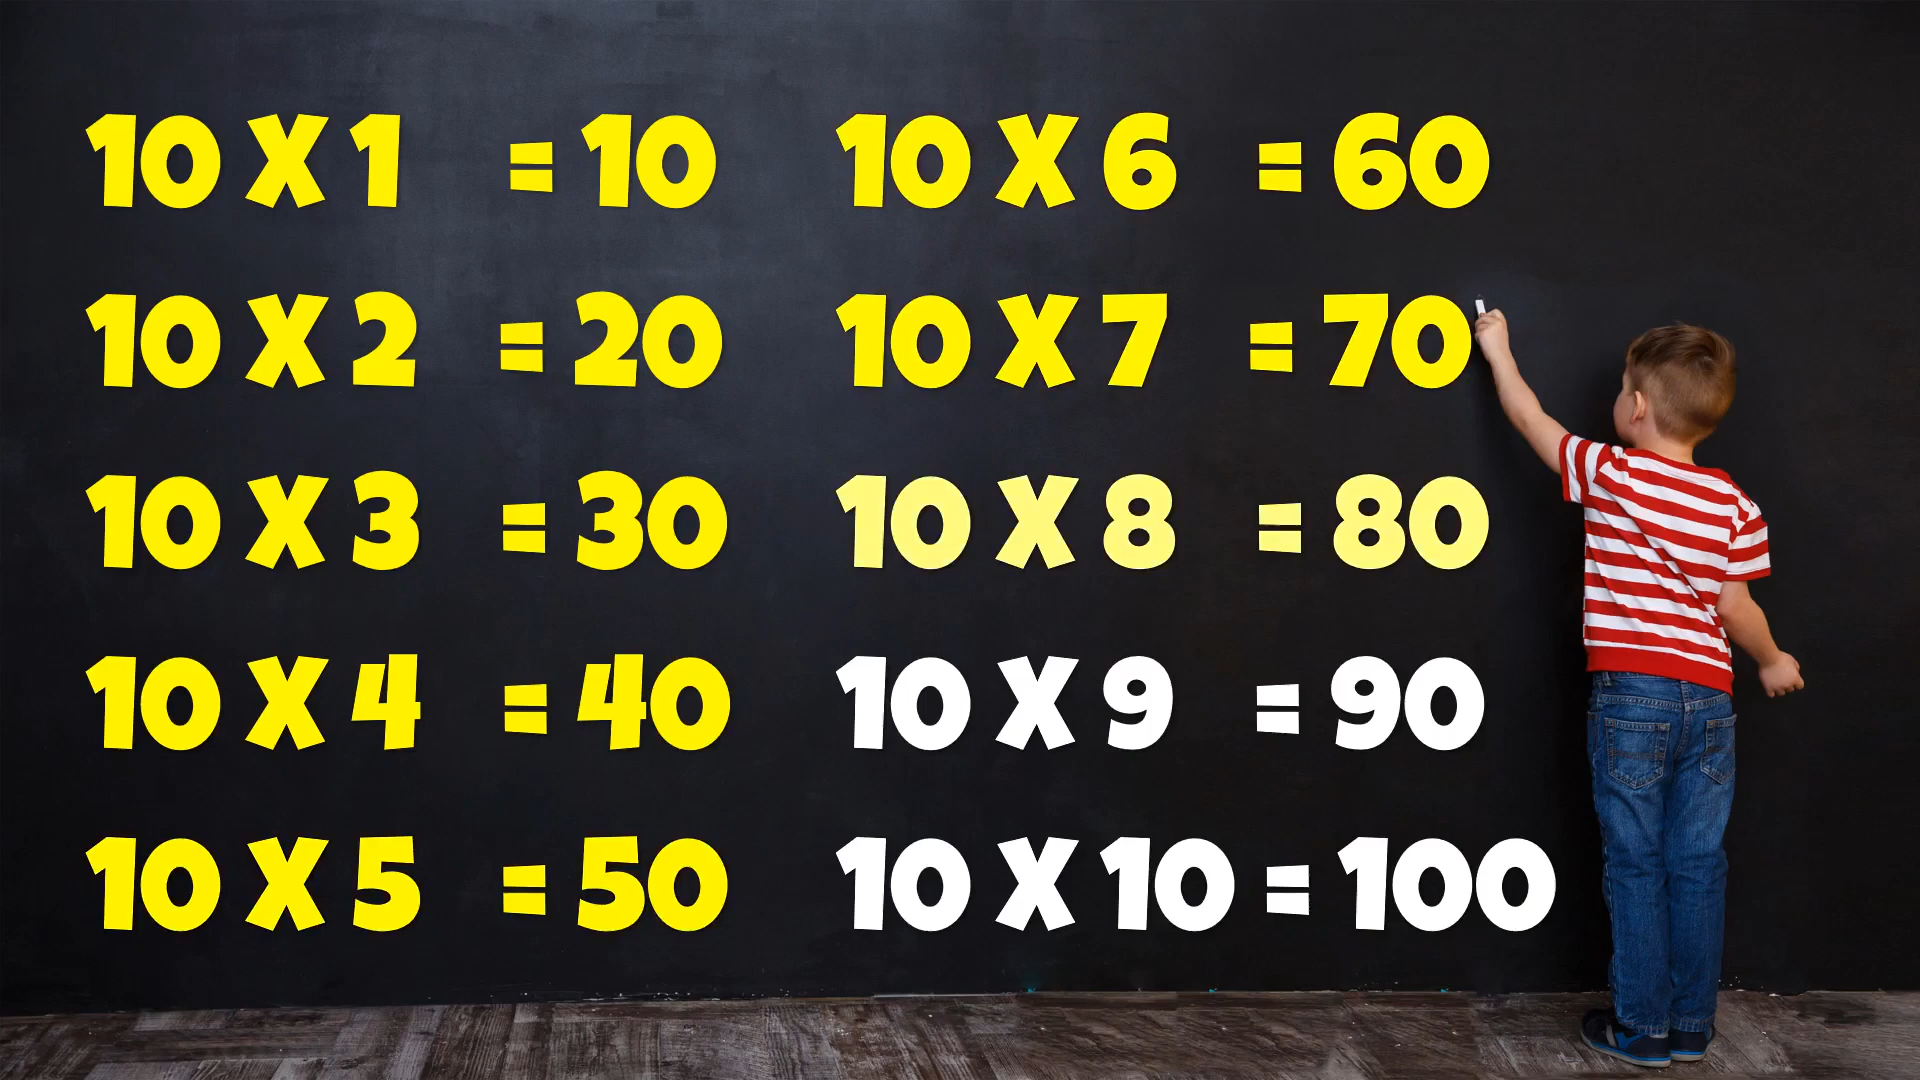 10 X 1 = 10
10 X 2 = 20
10 X 3 = 30
10 X 4 = 40
10 X 5 = 50
10 X 6 = 60
10 X 7 = 70
10 X 8 = 80
10 X 9 = 90
10 X 10 = 100